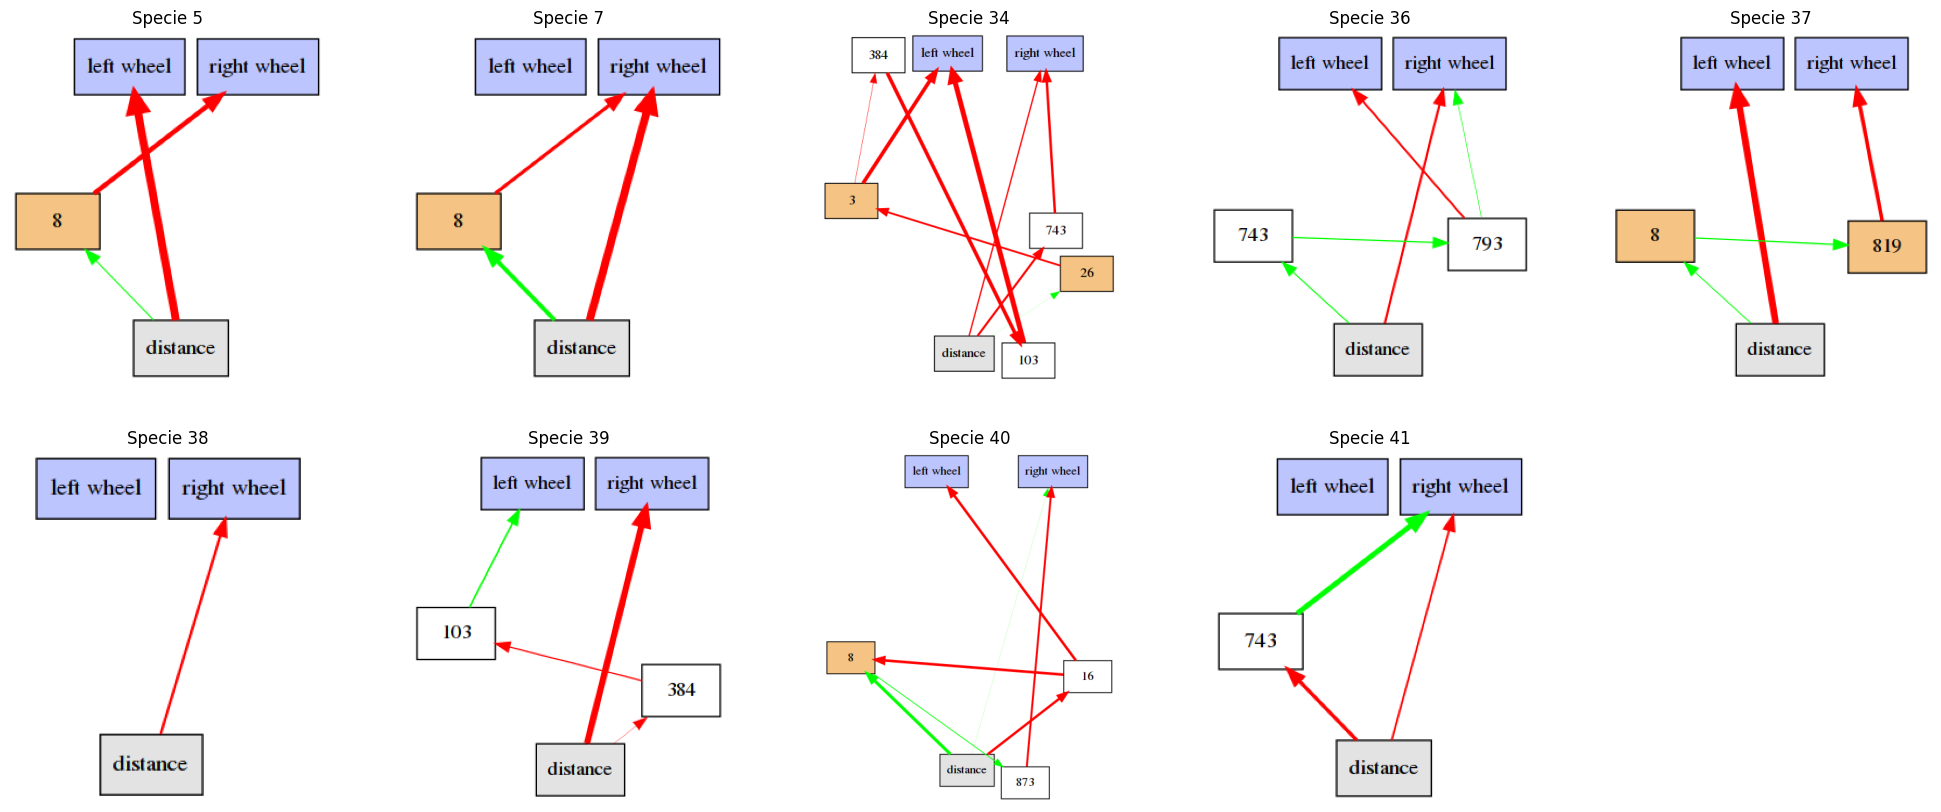 Specie 5
left wheel
right wheel
8
distance
Specie 7
left wheel
right wheel
8
distance
Specie 34
384
left wheel
right wheel
3
743
26
distance
103
Specie 36
left wheel
right wheel
743
793
distance
Specie 37
left wheel
right wheel
8
819
distance
Specie 38
left wheel
right wheel
distance
Specie 39
left wheel
right wheel
103
384
distance
Specie 40
left wheel
right wheel
8
16
distance
873
Specie 41
left wheel
right wheel
743
distance